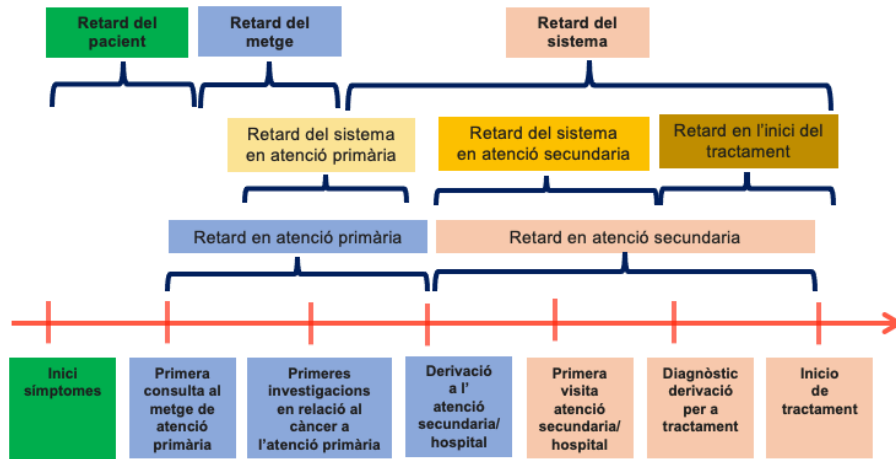 Retard del
pacient
Retard del
metge
Retard del
sistema
Retard del sistema
en atenció primària
Retard del sistema
en atenció secundaria
Retard en l'inici del
tractament
Retard en atenció primària
Retard en atenció secundaria
Inici
símptomes
Primera
consulta al
metge de
atenció
primària
Primeres
investigacions
en relació al
càncer a
l'atenció primària
Derivació
a l'
atenció
secundaria/
hospital
Primera
visita
atenció
secundaria/
hospital
Diagnòstic
derivació
per a
tractament
Inicio
de
tractament